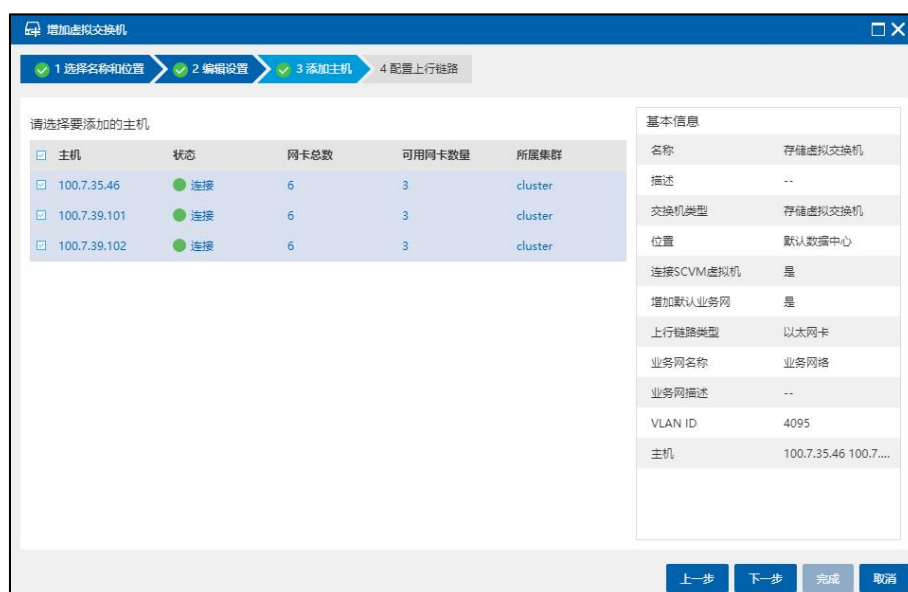 增加虚拟交换机
1 选择名称和位置 2 编辑设置 3 添加主机 4 配置上行链路
请选择要添加的主机
主机 状态 网卡总数 可用网卡数量 所属集群
100.7.35.46 连接 6 3 cluster
100.7.39.101 连接 6 3 cluster
100.7.39.102 连接 6 3 cluster
基本信息
名称 存储虚拟交换机
描述 --
交换机类型 存储虚拟交换机
位置 默认数据中心
连接SCVM虚拟机 是
增加默认业务网 是
上行链路类型 以太网卡
业务网名称 业务网络
业务网描述 --
VLAN ID 4095
主机 100.7.35.46 100.7....
上一步 下一步 完成 取消